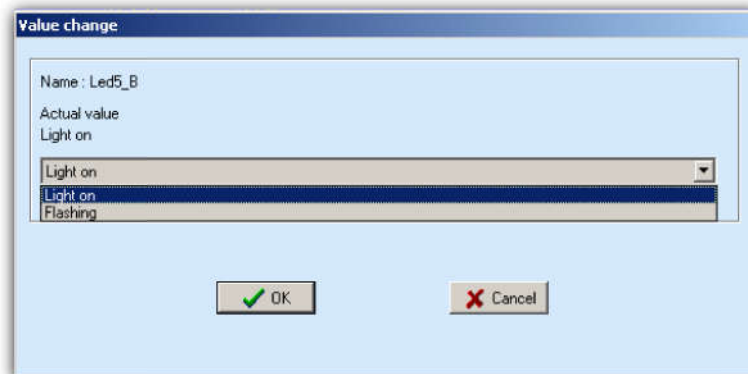 Value change
Name : Led5_B
Actual value
Light on
Light on
Light on
Flashing
OK
Cancel